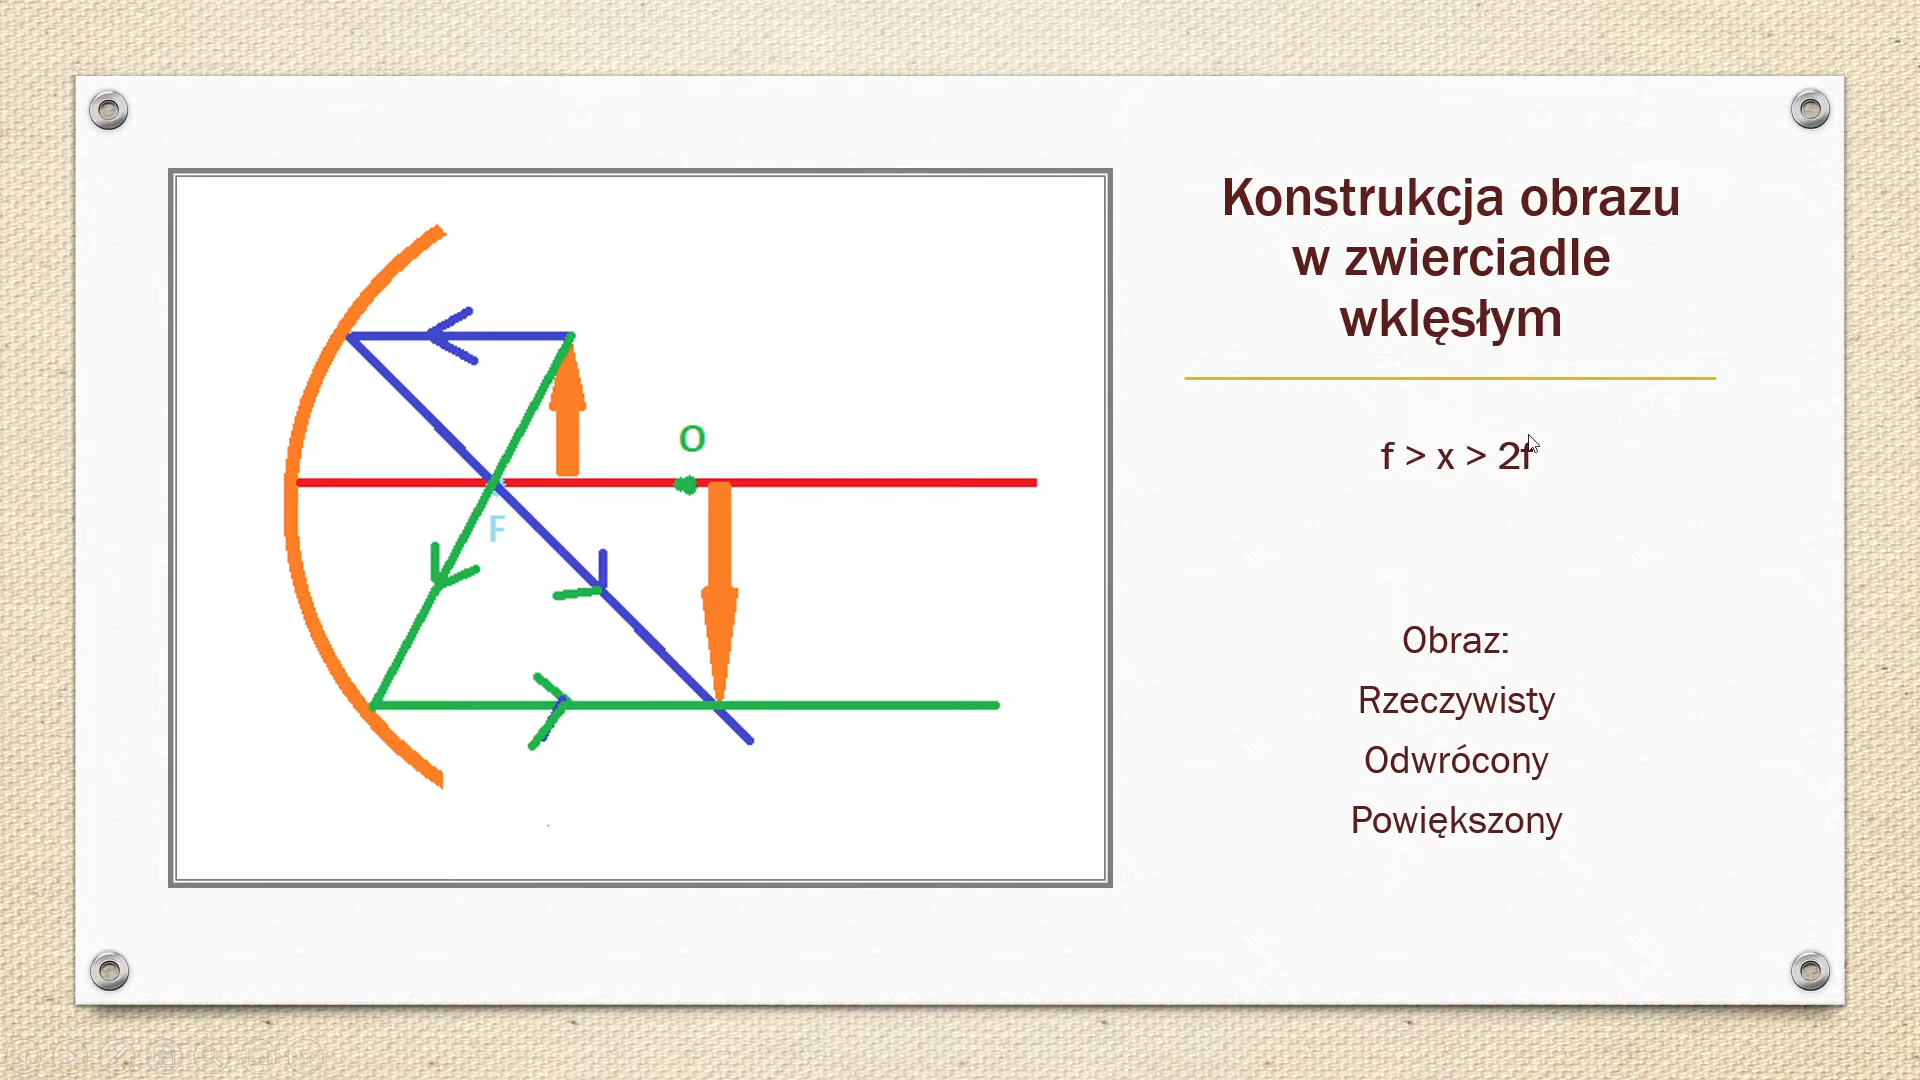 Konstrukcja obrazu
w zwierciadle
wklęsłym
O
F
f > x > 2f
Obraz:
Rzeczywisty
Odwrócony
Powiększony